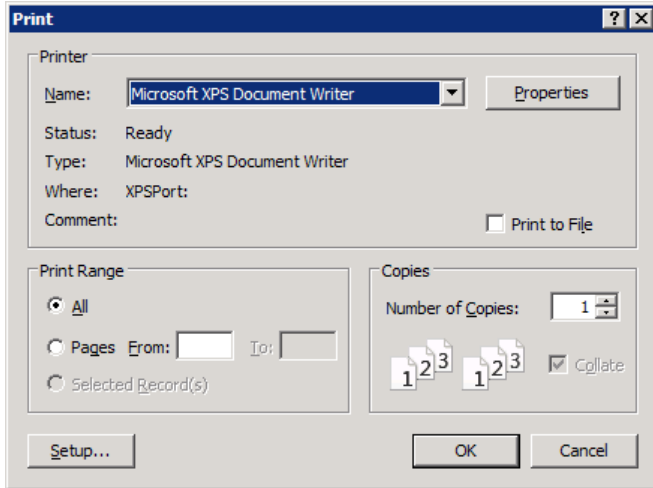 Print
Printer
Name: Microsoft XPS Document Writer Properties
Status: Ready
Type: Microsoft XPS Document Writer
Where: XPSPort:
Comment:
Print to File
Print Range
All
Pages From: To:
Selected Record(s)
Copies
Number of Copies: 1
1 2 3 1 2 3
Collate
Setup... OK Cancel